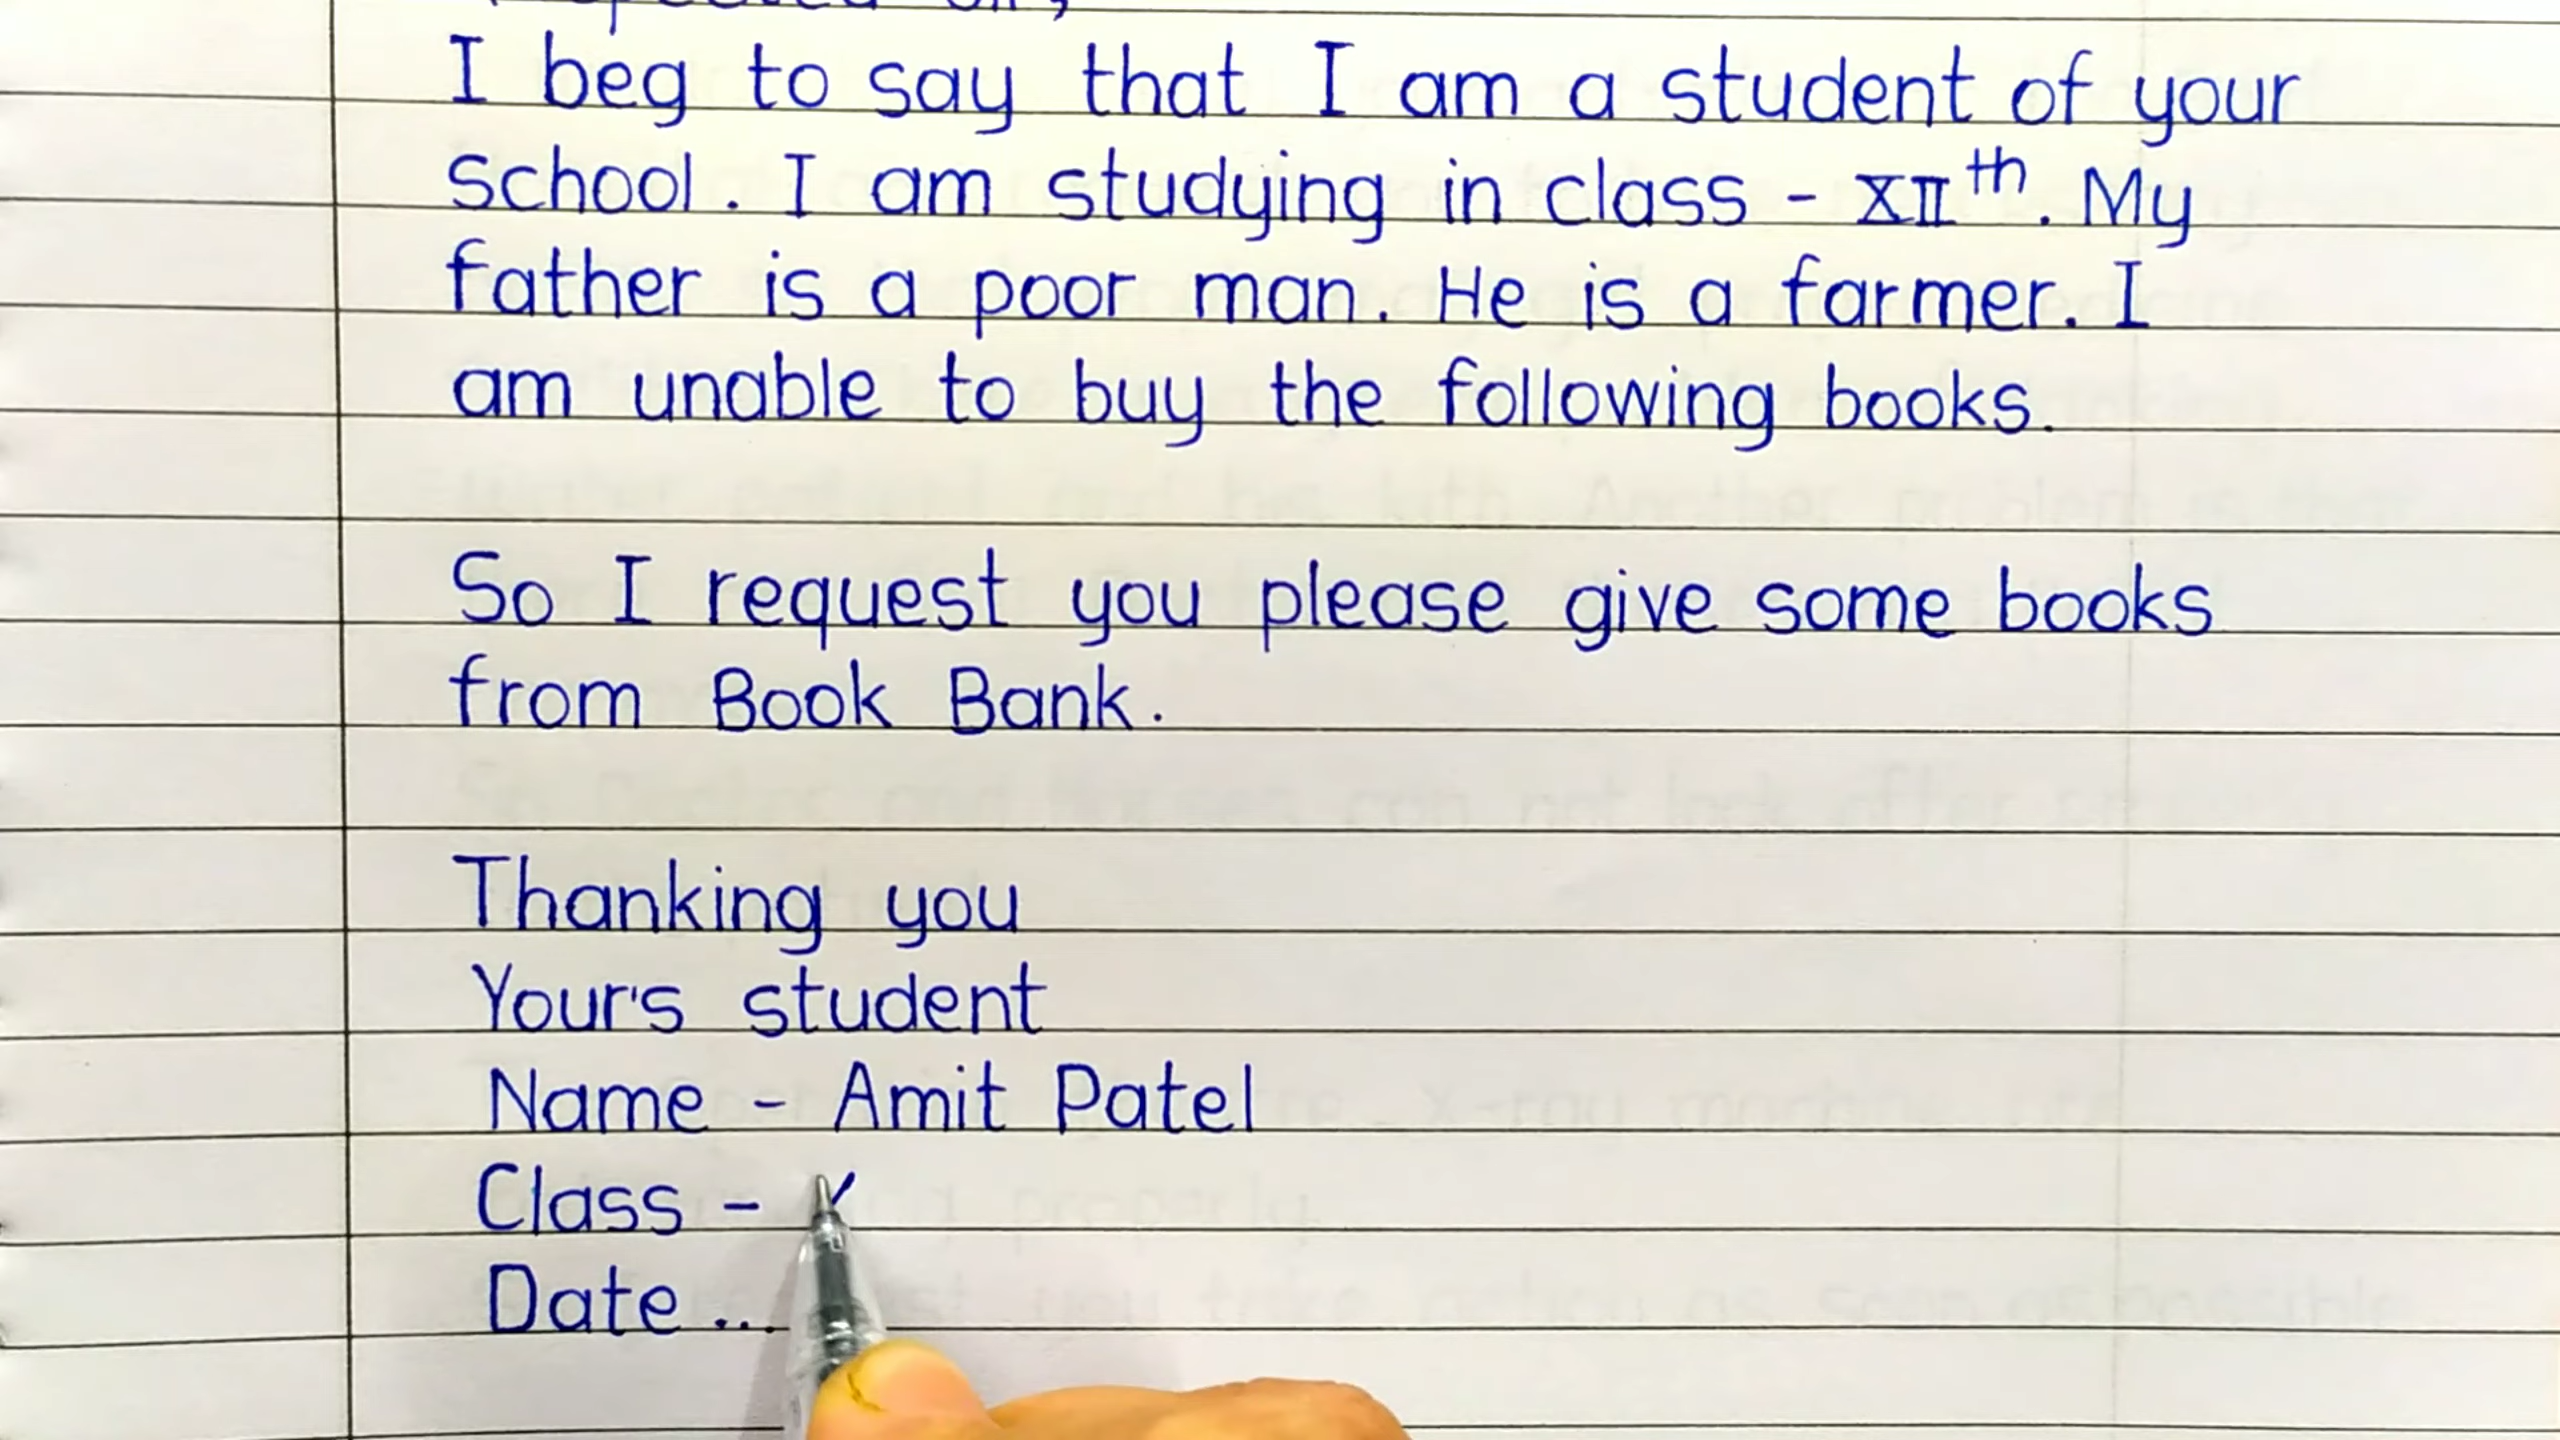 I beg to say that I am a student of your
school. I am studying in class - XIIth. My
father is a poor man. He is a farmer. I
am unable to buy the following books.
So I request you please give some books
from Book Bank.
Thanking you
Your's student
Name - Amit Patel
Class -
Date ...